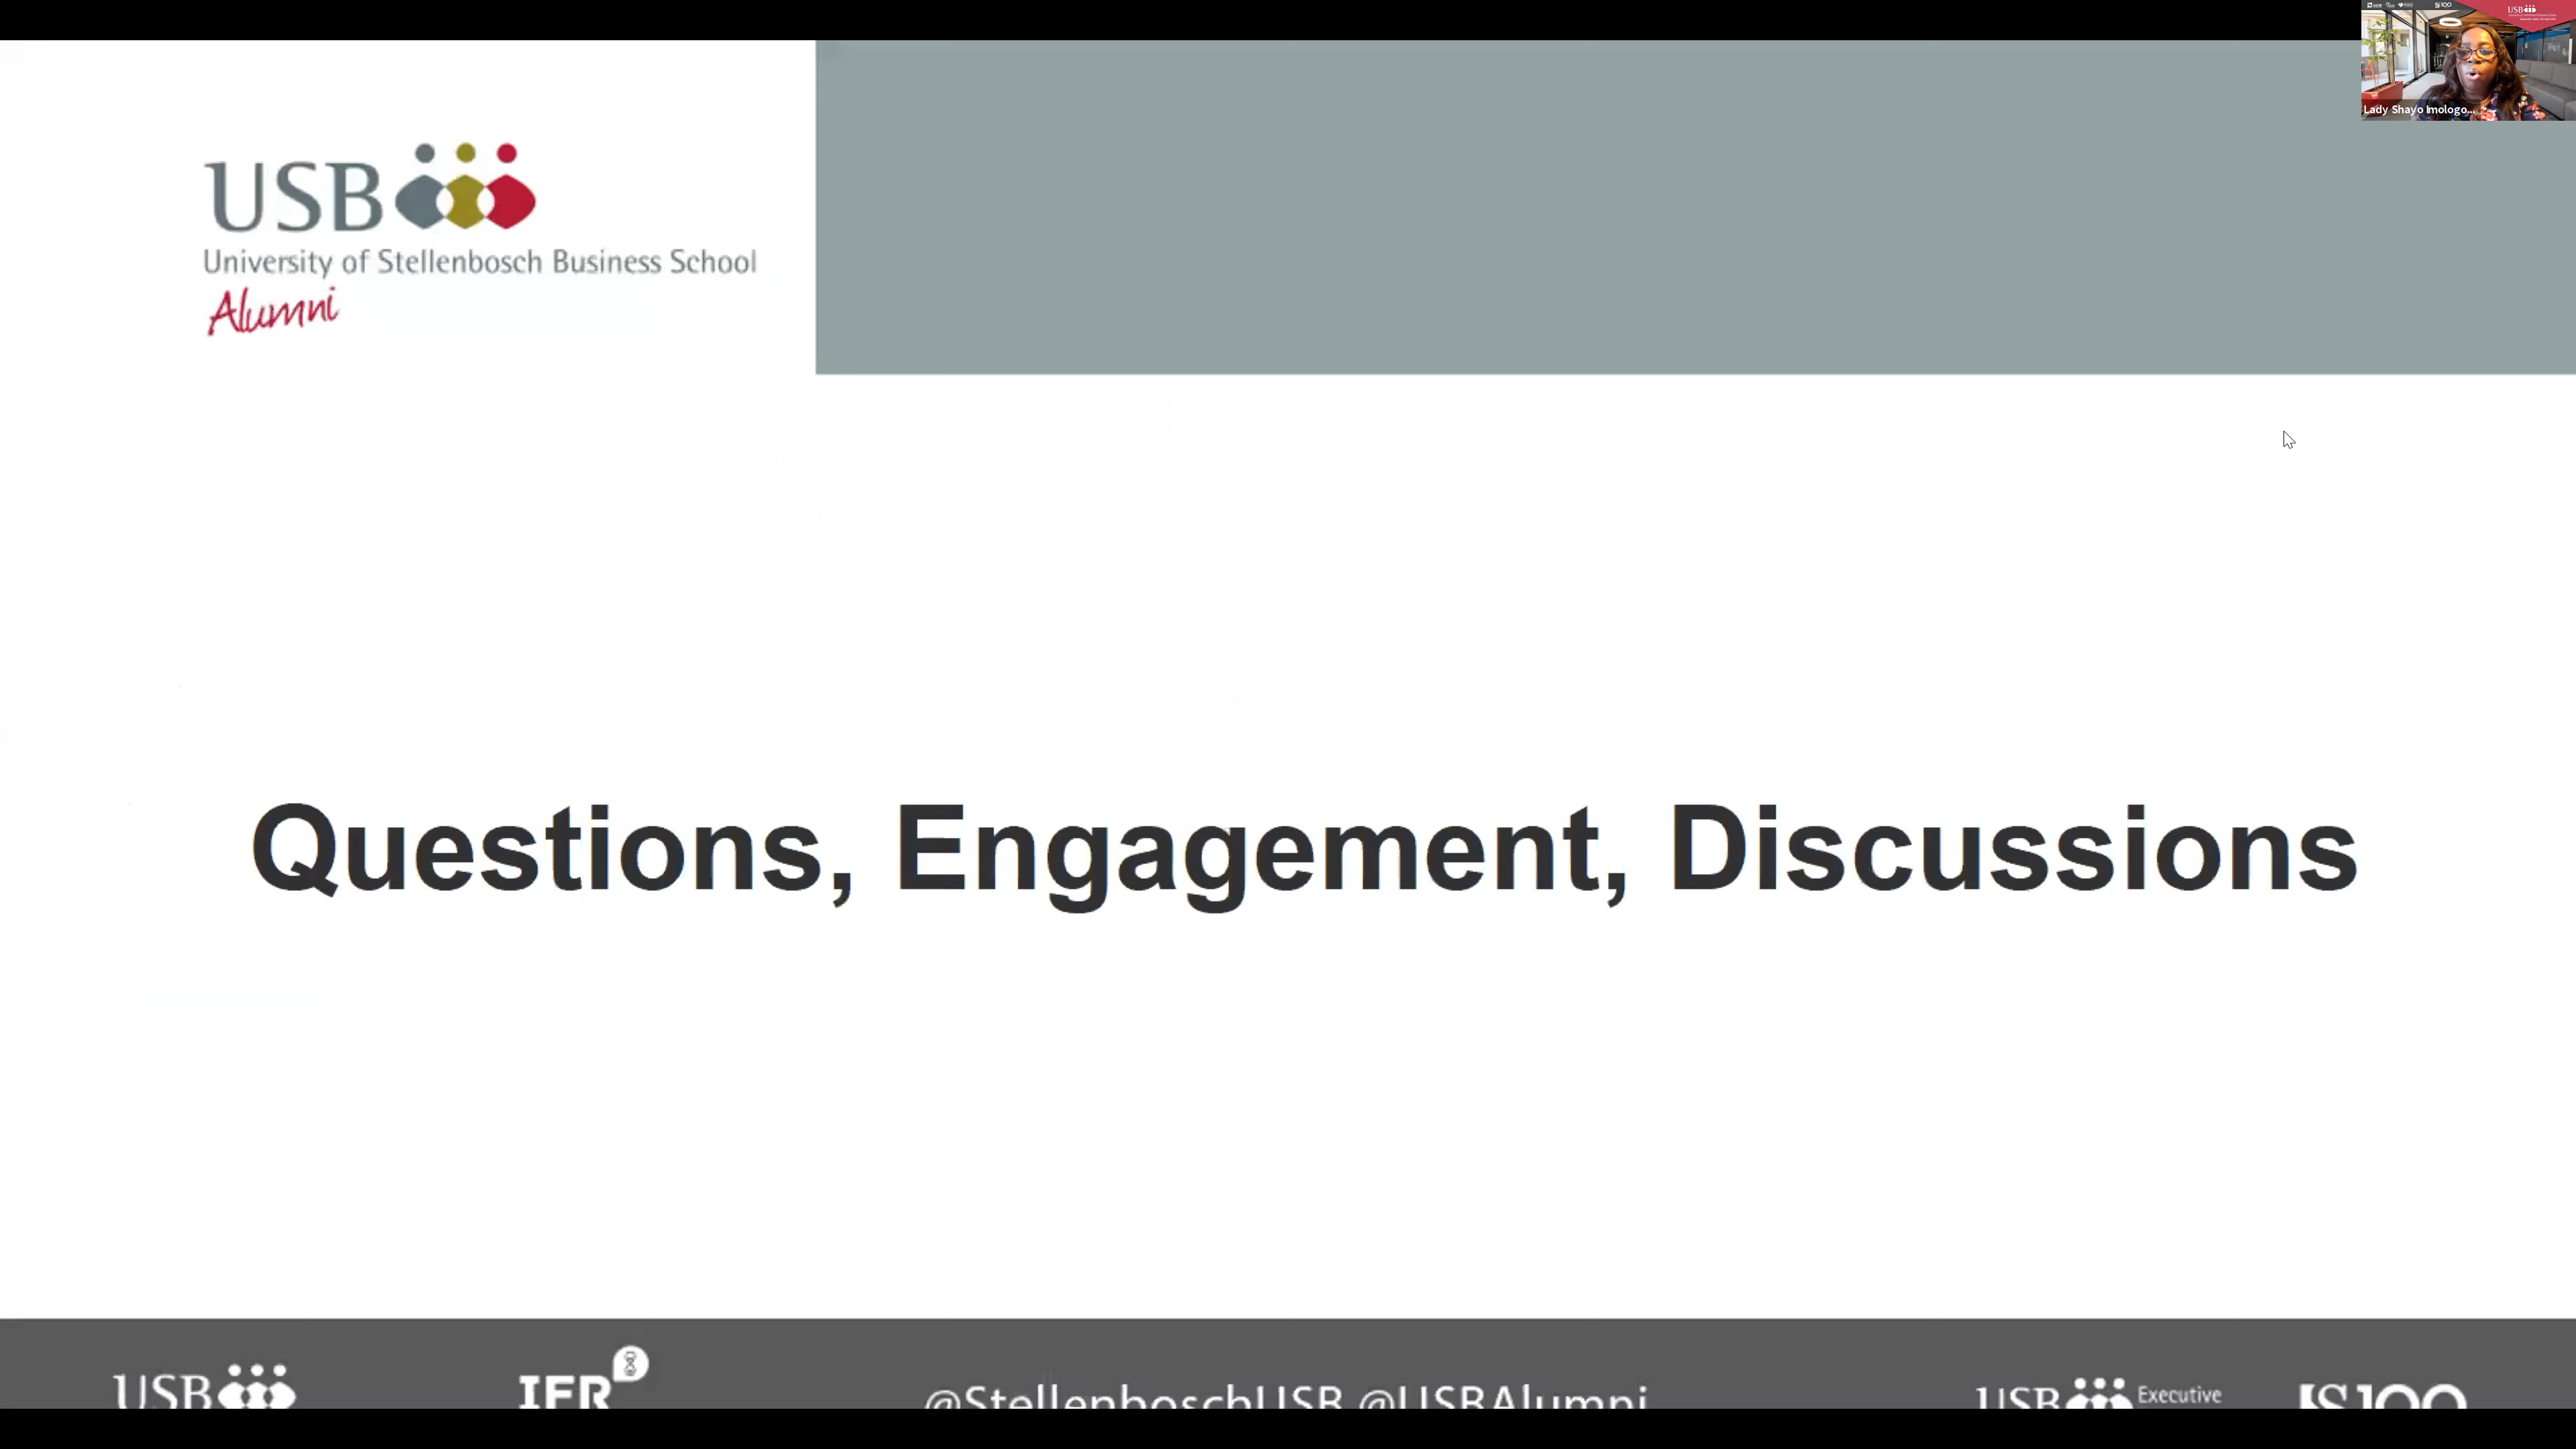 USB
University of Stellenbosch Business School
Alumni
Lady Shayo Imologo...
Questions, Engagement, Discussions
USB
IFR
@StellenboschUSB @USBAlumni
USB Executive
S100